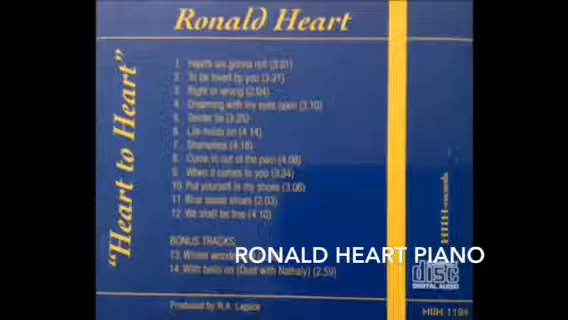 Ronald Heart
"Heart to Heart"
1 Hearts are gonna roll (3.01)
2 To be loved by you (3.21)
3 Right or wrong (2.04)
4 Dreaming with my eyes open (3.10)
5 Tender lie (3.25)
6 Life holds on (4.14)
7 Shameless (4.18)
8 Come in out of the pain (4.08)
9 When it comes to you (3.34)
10 Put yourself in my shoes (3.06)
11 Blue suede shoes (2.03)
12 We shall be free (4.10)
BONUS TRACKS:
13 Winter
14 With bells on (Duet with Nathaly) (2.59)
RONALD HEART PIANO
Produced by R.A. Legace
HIIH-records
disc
DIGITAL AUDIO
HIIH 1194